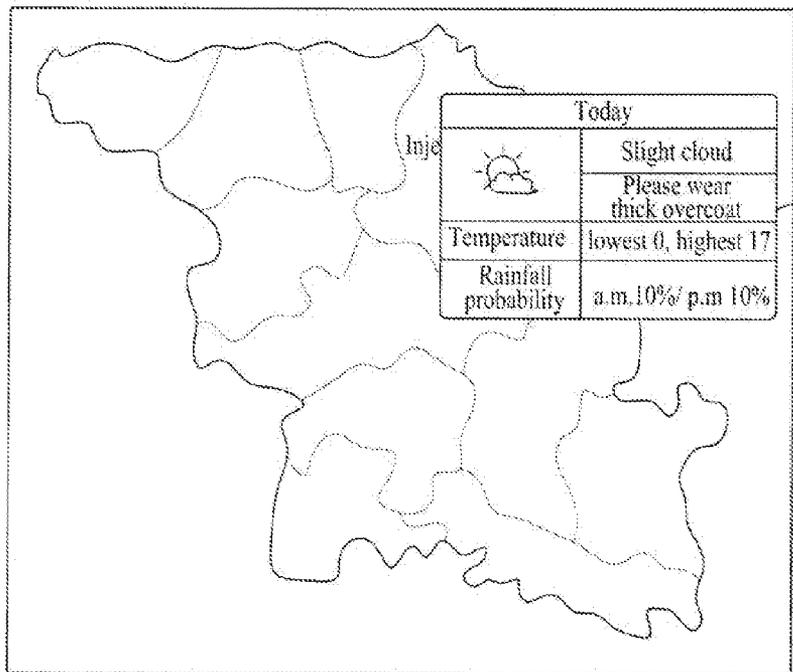 Today
Inje
Slight cloud
Please wear
thick overcoat
Temperature
lowest 0, highest 17
Rainfall
probability
a.m.10%/ p.m 10%